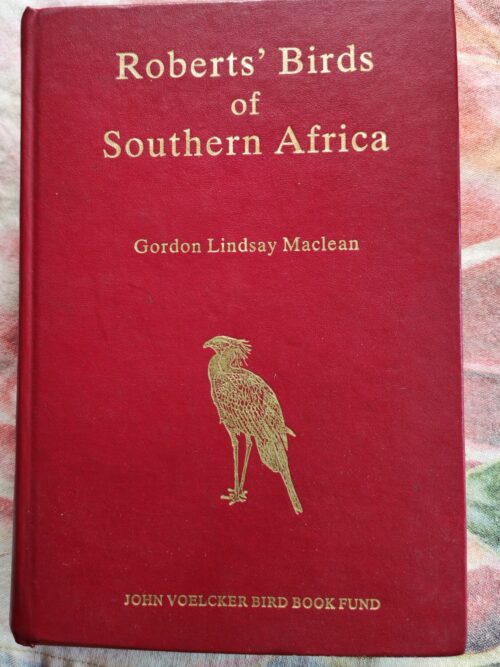 Roberts' Birds
of
Southern Africa
Gordon Lindsay Maclean
JOHN VOELCKER BIRD BOOK FUND